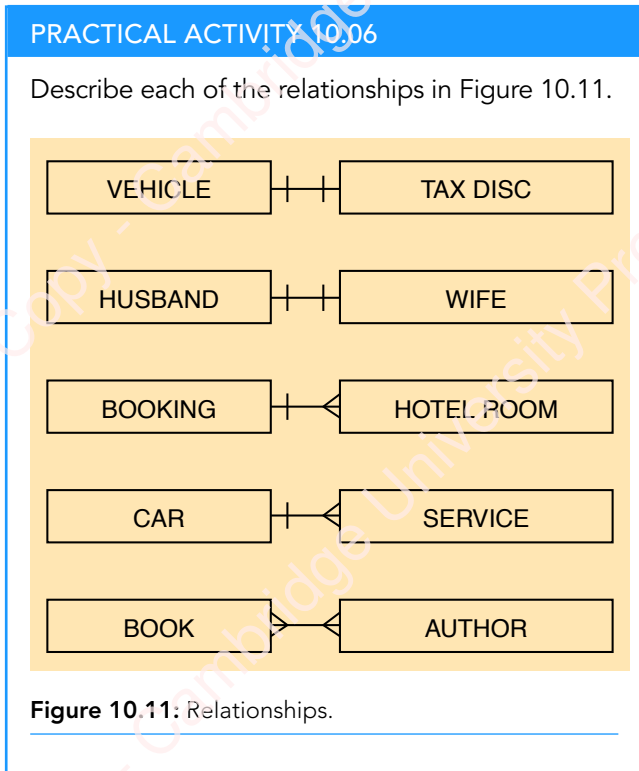 PRACTICAL ACTIVITY 10.06
Describe each of the relationships in Figure 10.11.
VEHICLE TAX DISC
HUSBAND WIFE
BOOKING HOTEL ROOM
CAR SERVICE
BOOK AUTHOR
Figure 10.11: Relationships.